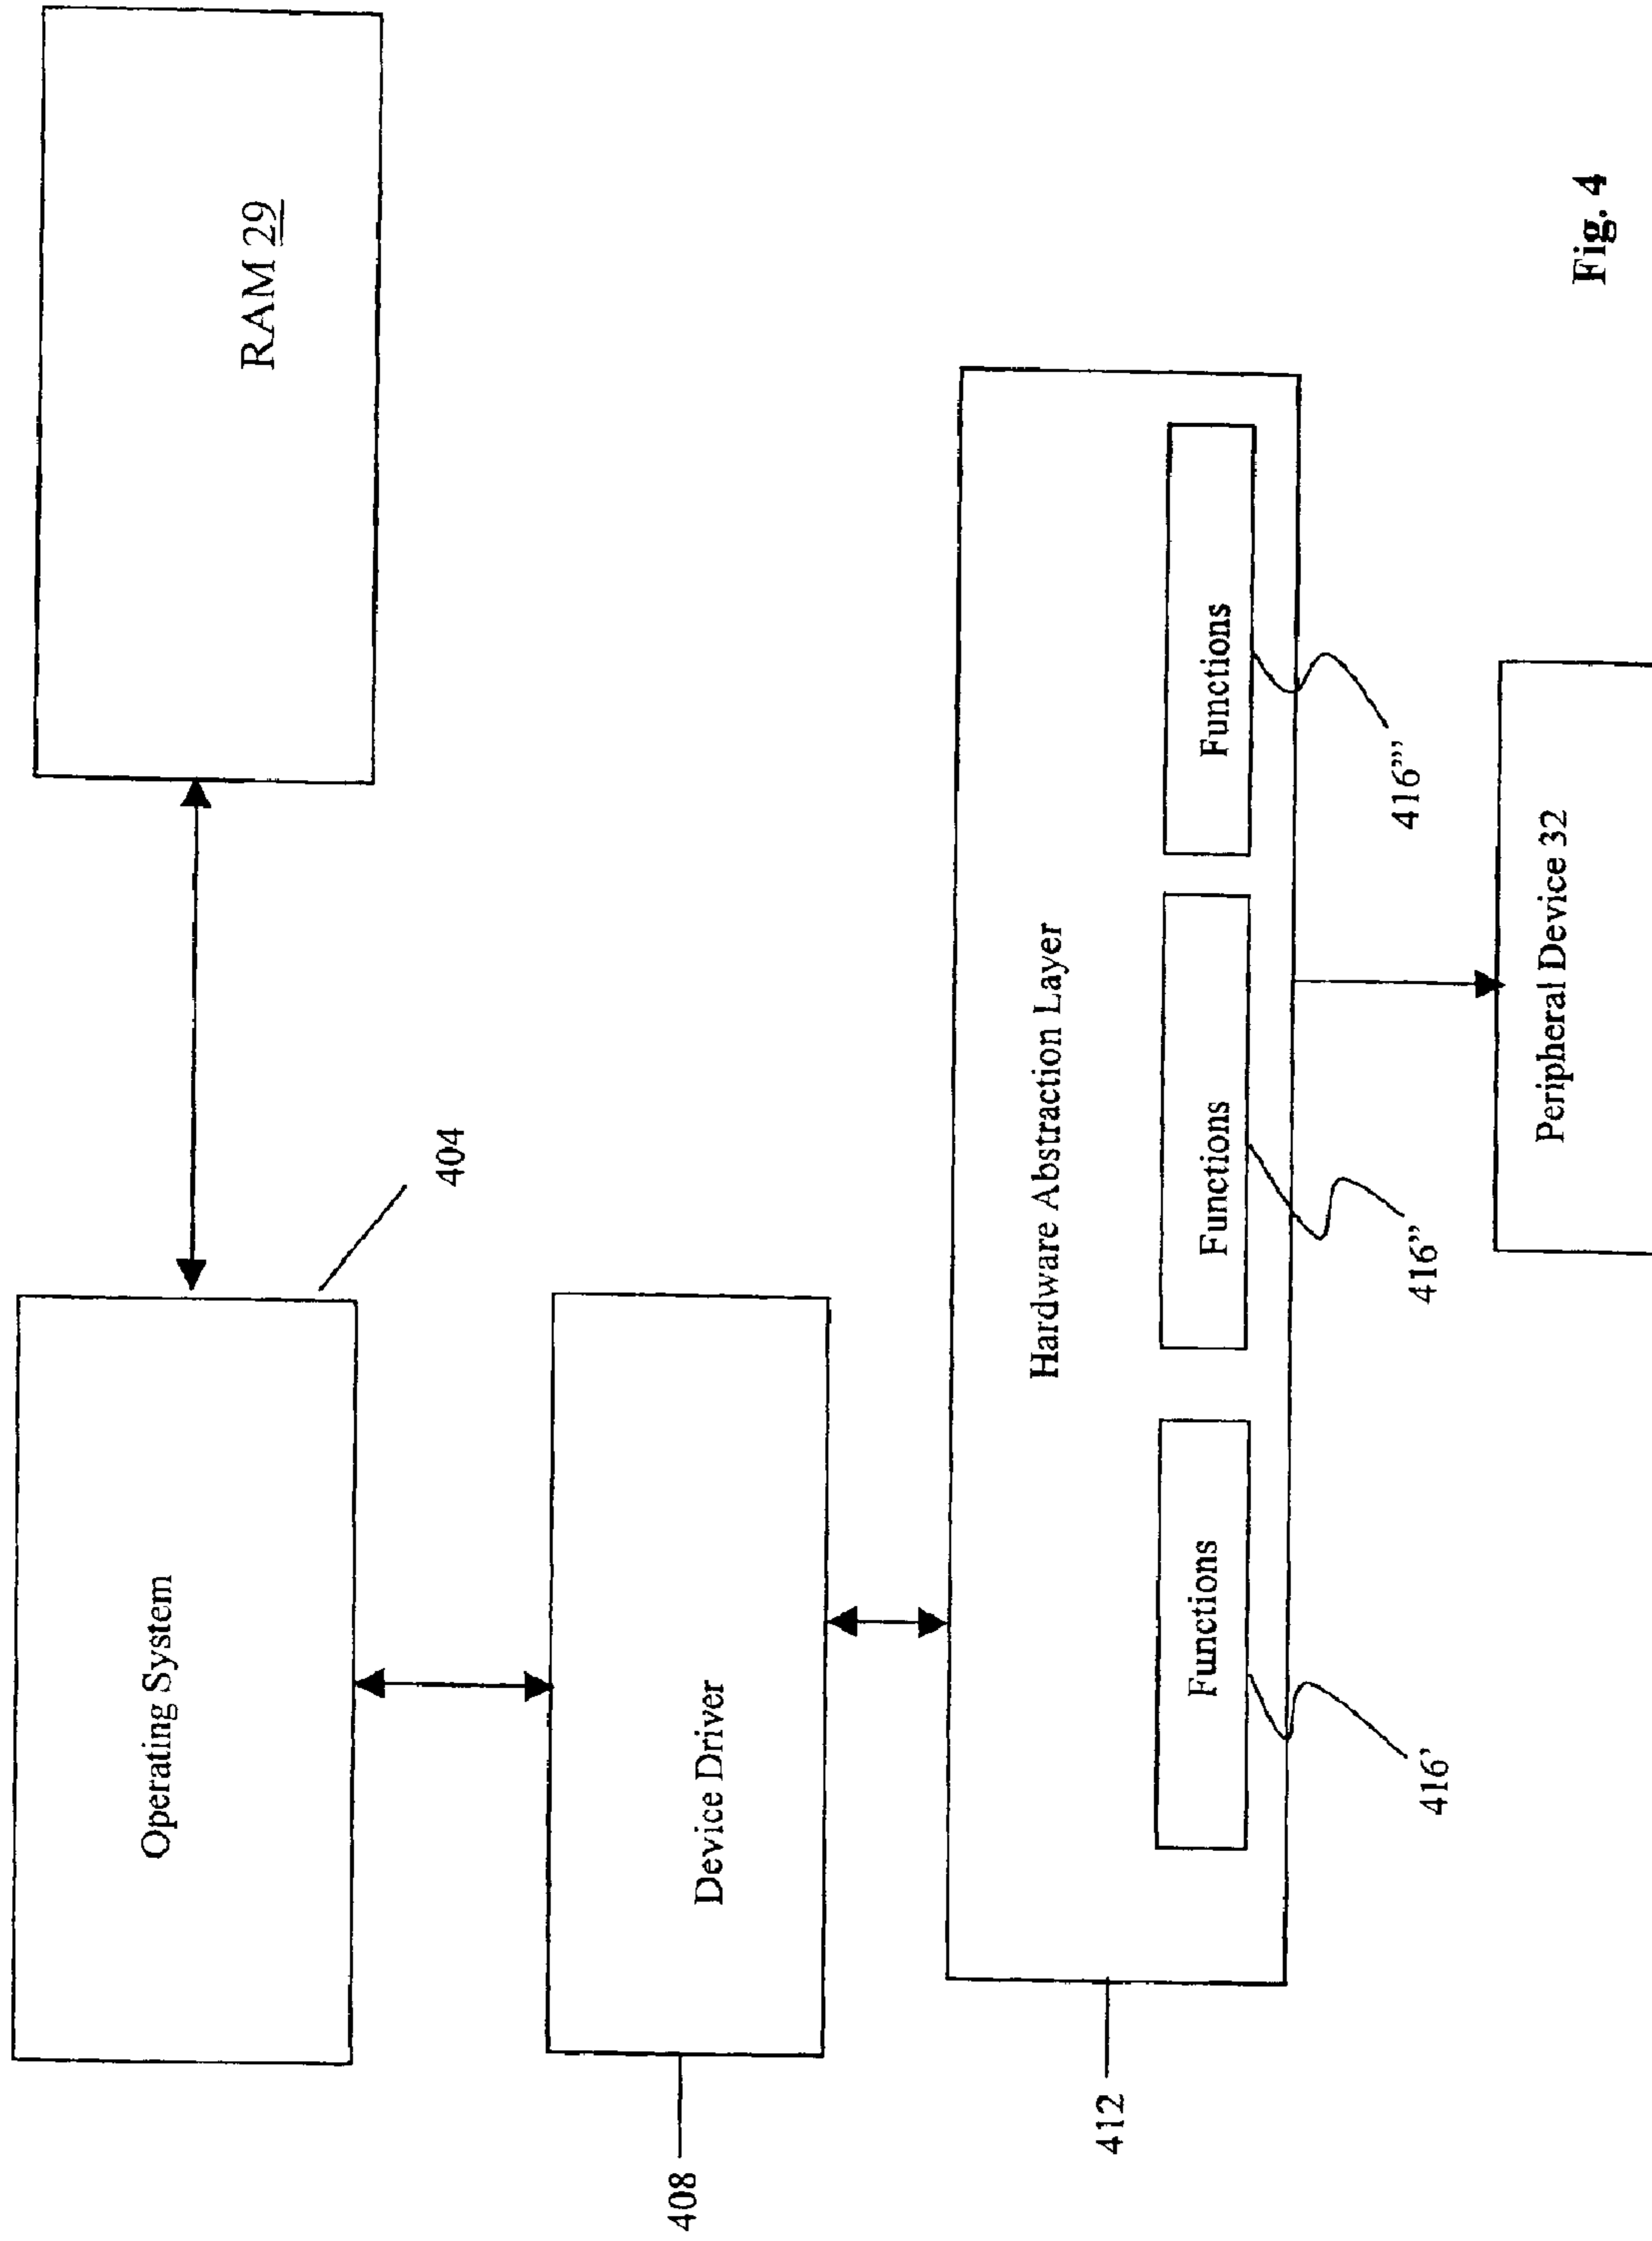 Operating System
RAM 29
404
Device Driver
408
Hardware Abstraction Layer
412
Functions
Functions
Functions
416'
416''
416'''
Peripheral Device 32
Fig. 4